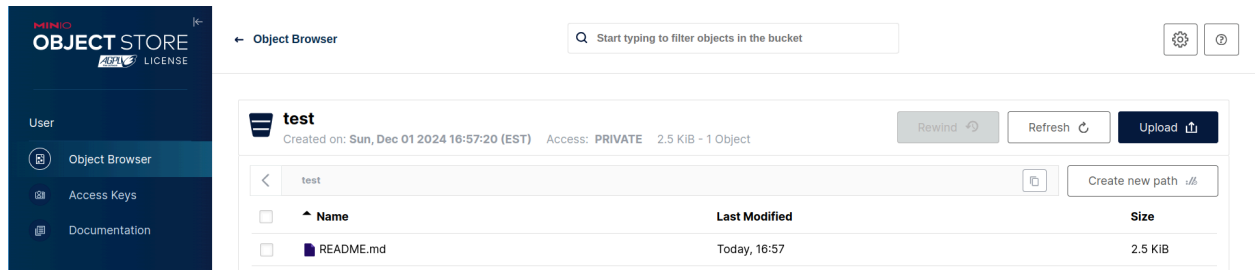 MINIO
OBJECT STORE
AGPLv3 LICENSE
User
Object Browser
Access Keys
Documentation
← Object Browser
Start typing to filter objects in the bucket
test
Created on: Sun, Dec 01 2024 16:57:20 (EST) Access: PRIVATE 2.5 KiB - 1 Object
Rewind
Refresh
Upload
test
Create new path
Name Last Modified Size
README.md Today, 16:57 2.5 KiB